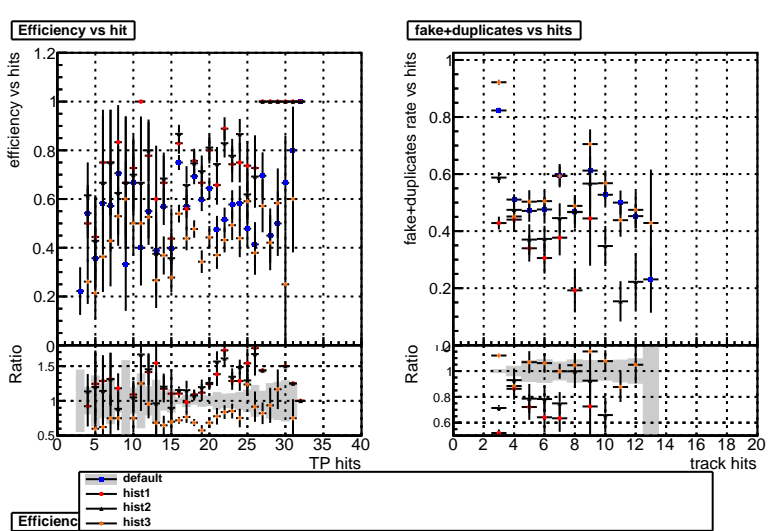 Efficiency vs hit
fake+duplicates vs hits
efficiency vs hits
1.2
1
0.8
0.6
0.4
0.2
0
Ratio
1.5
1
0.5
0 5 10 15 20 25 30 35 40
TP hits
fake+duplicates rate vs hits
1
0.8
0.6
0.4
0.2
0
Ratio
1
0.8
0.6
0 2 4 6 8 10 12 14 16 18 20
track hits
default
hist1
hist2
hist3
Efficienc